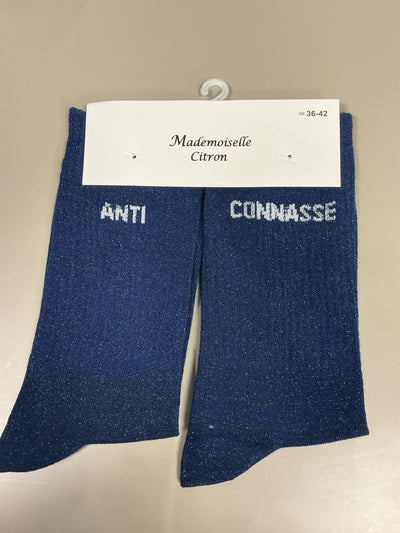 = 36-42
Mademoiselle
Citron
ANTI CONNASSE